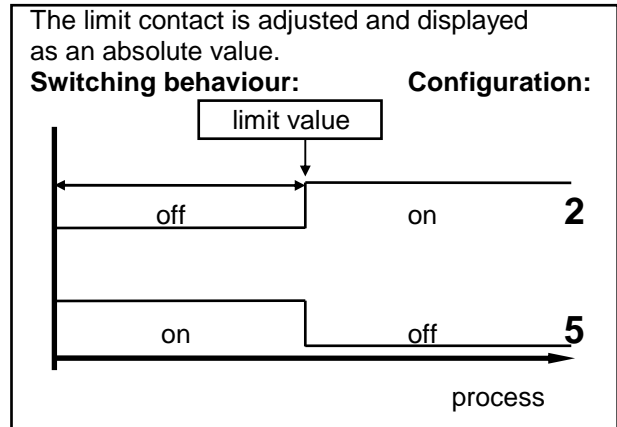 The limit contact is adjusted and displayed
as an absolute value.
Switching behaviour: Configuration:
limit value
off on 2
on off 5
process